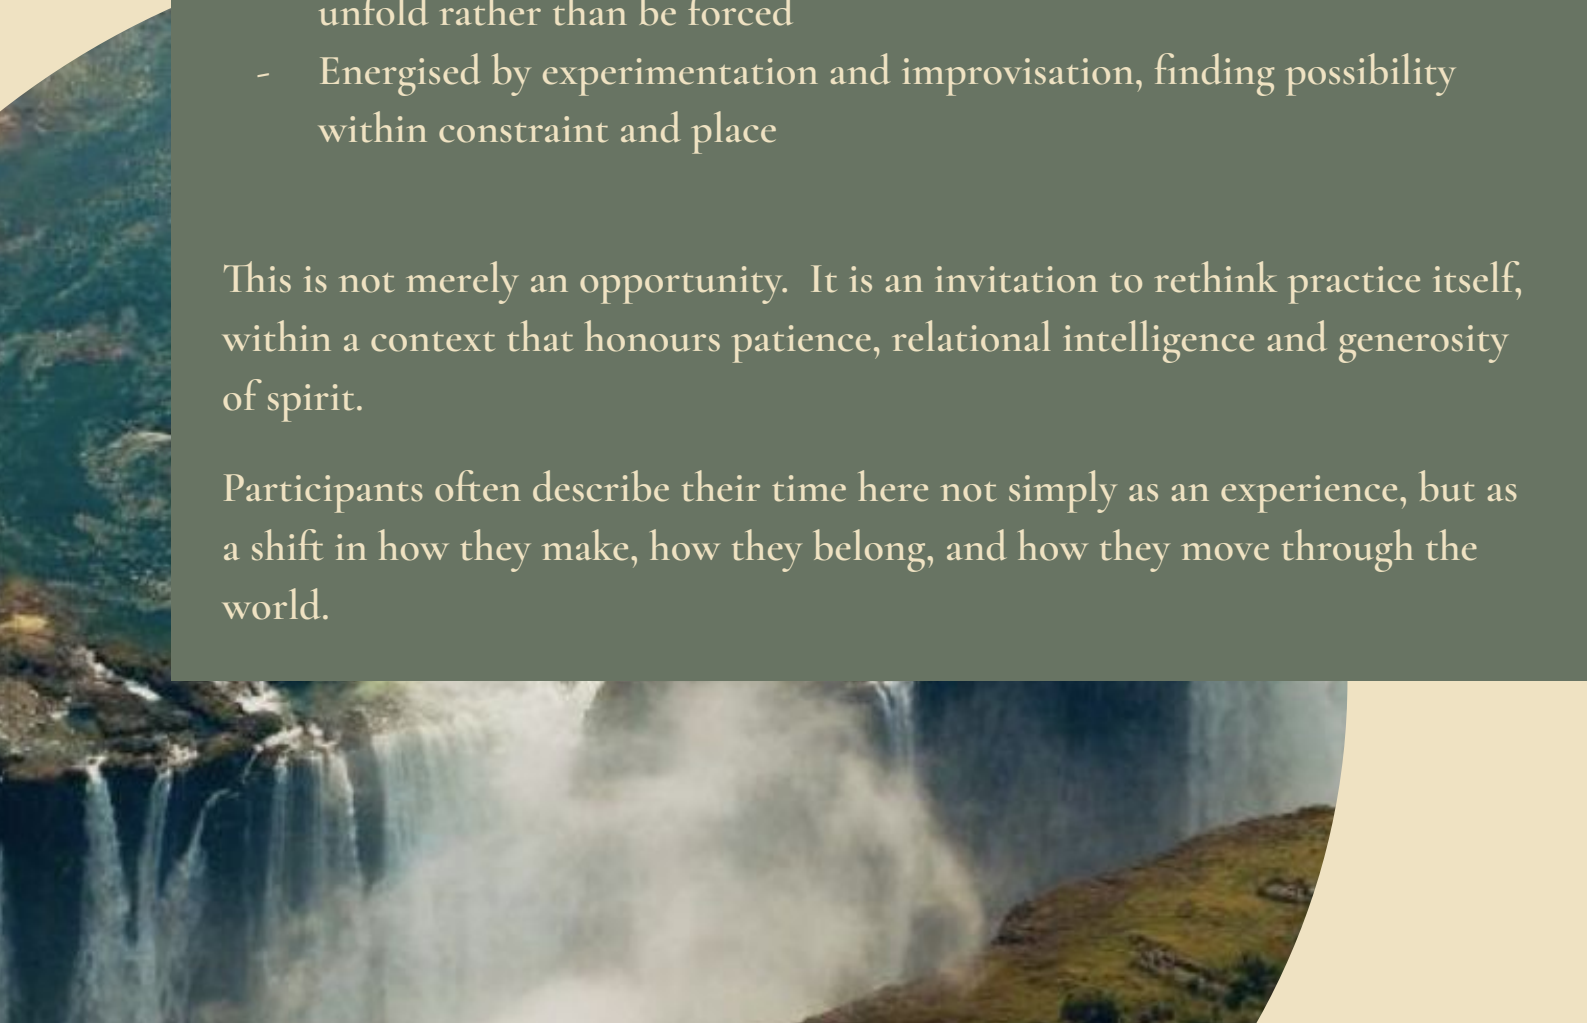 unfold rather than be forced
- Energised by experimentation and improvisation, finding possibility
within constraint and place
This is not merely an opportunity.  It is an invitation to rethink practice itself,
within a context that honours patience, relational intelligence and generosity
of spirit.
Participants often describe their time here not simply as an experience, but as
a shift in how they make, how they belong, and how they move through the
world.